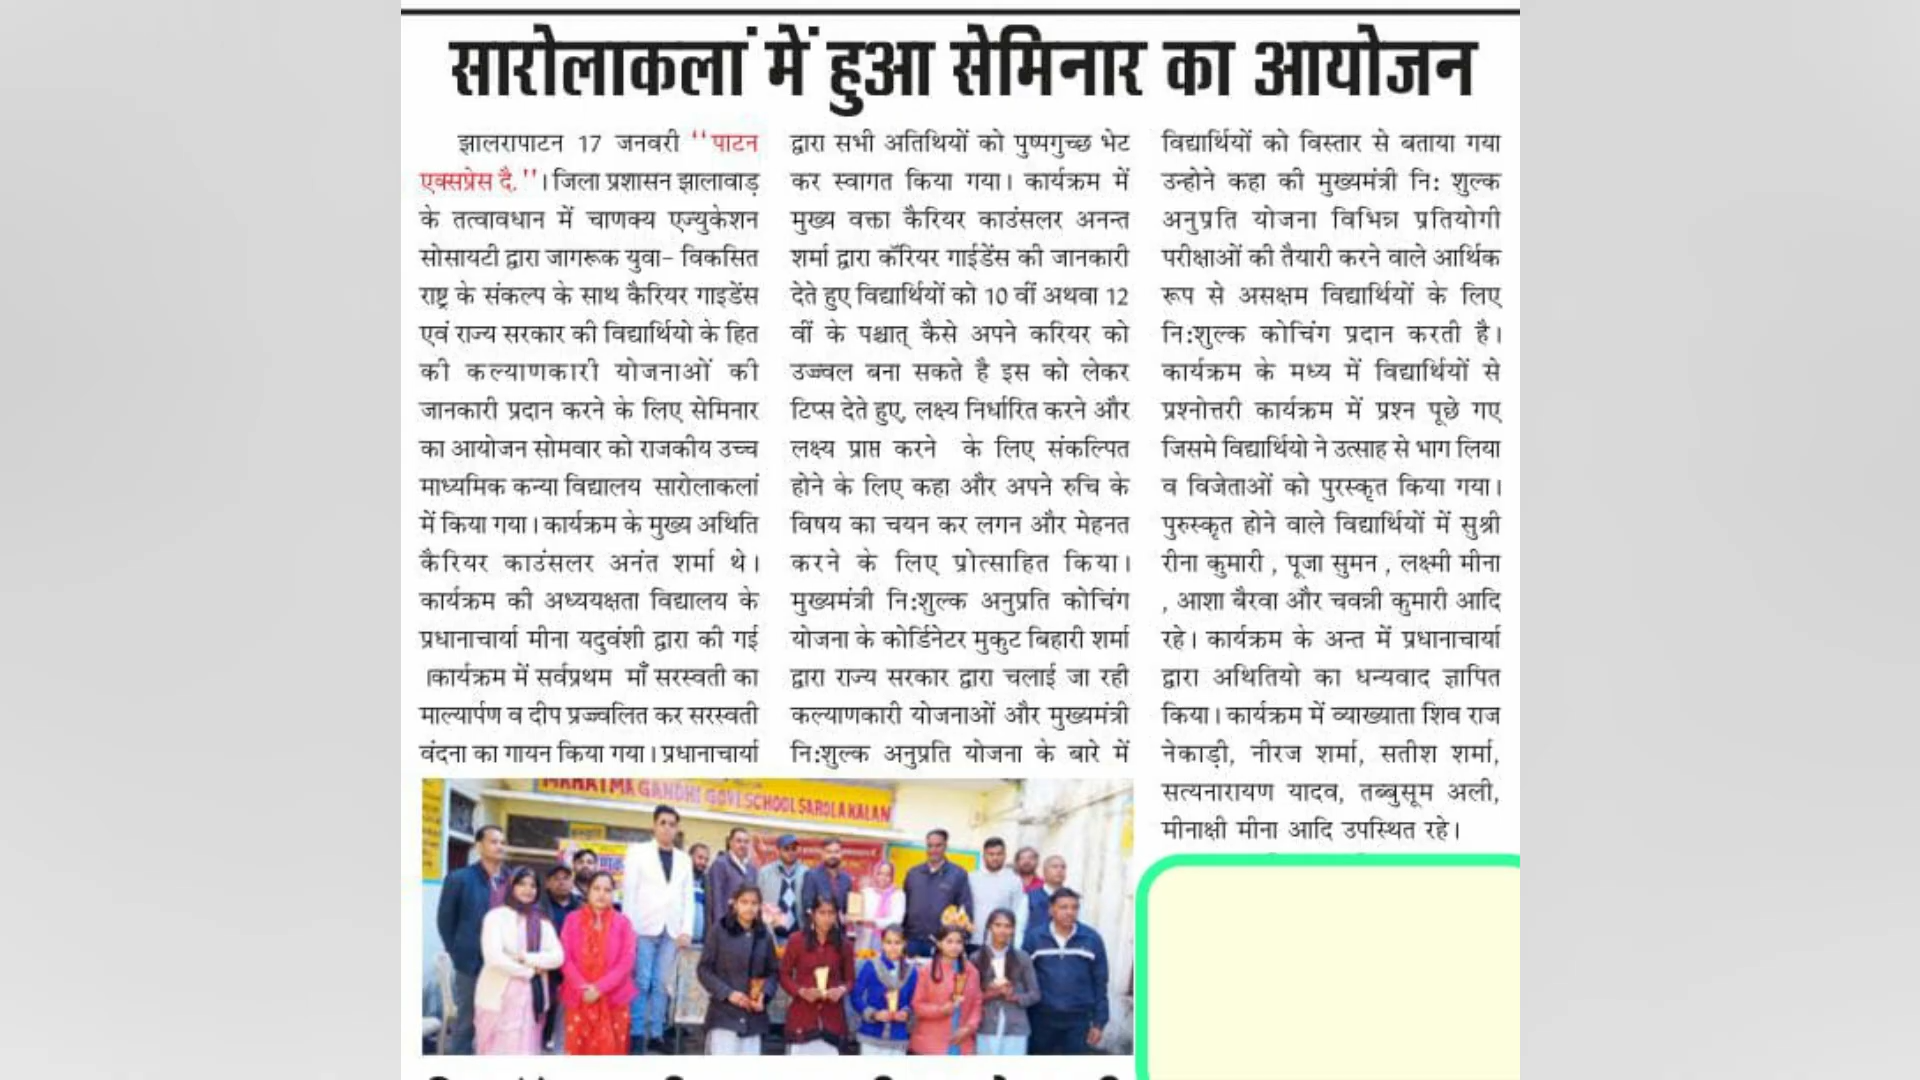 सारोलाकलां में हुआ सेमिनार का आयोजन
झालरापाटन 17 जनवरी ''पाटन
एक्सप्रेस दै.''। जिला प्रशासन झालावाड़
के तत्वावधान में चाणक्य एज्युकेशन
सोसायटी द्वारा जागरूक युवा- विकसित
राष्ट्र के संकल्प के साथ कैरियर गाइडेंस
एवं राज्य सरकार की विद्यार्थियो के हित
की कल्याणकारी योजनाओं की
जानकारी प्रदान करने के लिए सेमिनार
का आयोजन सोमवार को राजकीय उच्च
माध्यमिक कन्या विद्यालय सारोलाकलां
में किया गया। कार्यक्रम के मुख्य अथिति
कैरियर काउंसलर अनंत शर्मा थे।
कार्यक्रम की अध्ययक्षता विद्यालय के
प्रधानाचार्या मीना यदुवंशी द्वारा की गई
।कार्यक्रम में सर्वप्रथम माँ सरस्वती का
माल्यार्पण व दीप प्रज्ज्वलित कर सरस्वती
वंदना का गायन किया गया। प्रधानाचार्या
द्वारा सभी अतिथियों को पुष्पगुच्छ भेट
कर स्वागत किया गया। कार्यक्रम में
मुख्य वक्ता कैरियर काउंसलर अनन्त
शर्मा द्वारा कॅरियर गाईडेंस की जानकारी
देते हुए विद्यार्थियों को 10 वीं अथवा 12
वीं के पश्चात् कैसे अपने करियर को
उज्ज्वल बना सकते है इस को लेकर
टिप्स देते हुए, लक्ष्य निर्धारित करने और
लक्ष्य प्राप्त करने के लिए संकल्पित
होने के लिए कहा और अपने रुचि के
विषय का चयन कर लगन और मेहनत
करने के लिए प्रोत्साहित किया।
मुख्यमंत्री नि:शुल्क अनुप्रति कोचिंग
योजना के कोर्डिनेटर मुकुट बिहारी शर्मा
द्वारा राज्य सरकार द्वारा चलाई जा रही
कल्याणकारी योजनाओं और मुख्यमंत्री
नि:शुल्क अनुप्रति योजना के बारे में
विद्यार्थियों को विस्तार से बताया गया
उन्होने कहा की मुख्यमंत्री नि: शुल्क
अनुप्रति योजना विभिन्न प्रतियोगी
परीक्षाओं की तैयारी करने वाले आर्थिक
रूप से असक्षम विद्यार्थियों के लिए
नि:शुल्क कोचिंग प्रदान करती है।
कार्यक्रम के मध्य में विद्यार्थियों से
प्रश्नोत्तरी कार्यक्रम में प्रश्न पूछे गए
जिसमे विद्यार्थियो ने उत्साह से भाग लिया
व विजेताओं को पुरस्कृत किया गया।
पुरुस्कृत होने वाले विद्यार्थियों में सुश्री
रीना कुमारी , पूजा सुमन , लक्ष्मी मीना
, आशा बैरवा और चवन्नी कुमारी आदि
रहे। कार्यक्रम के अन्त में प्रधानाचार्या
द्वारा अथितियो का धन्यवाद ज्ञापित
किया। कार्यक्रम में व्याख्याता शिव राज
नेकाड़ी, नीरज शर्मा, सतीश शर्मा,
सत्यनारायण यादव, तब्बुसूम अली,
मीनाक्षी मीना आदि उपस्थित रहे।
MAHATMA GANDHI GOVT SCHOOL SAROLA KALAN